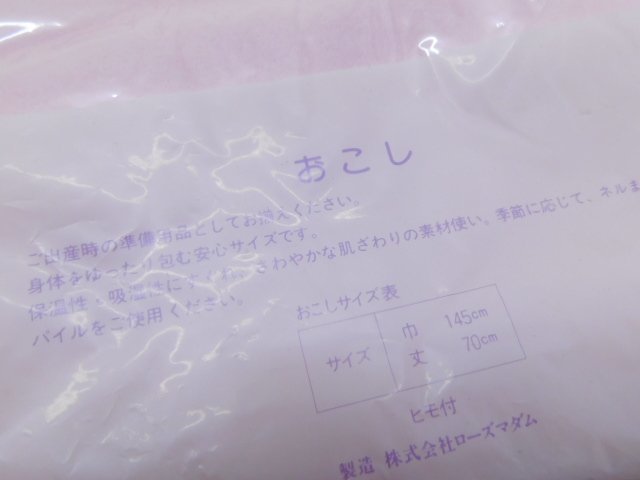 おこし
ご出産時の準備用品としてお揃えください。
身体をゆったり包む安心サイズです。
保温性・吸湿性にすぐれ、さわやかな肌ざわりの素材使い。季節に応じて、ネルま
パイルをご使用ください。
おこしサイズ表
サイズ 巾 145cm
丈 70cm
ヒモ付
製造 株式会社ローズマダム